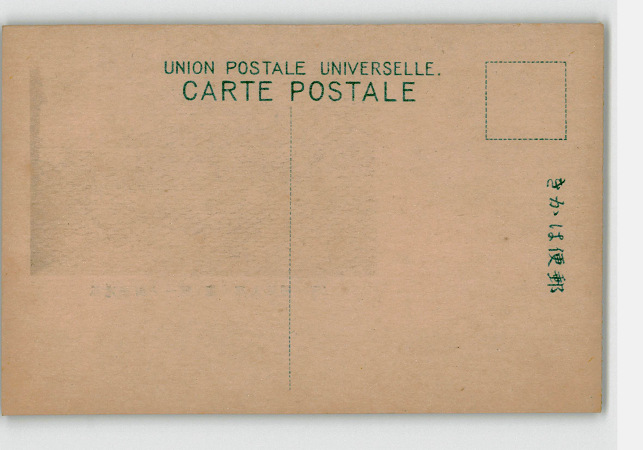 UNION POSTALE UNIVERSELLE.
CARTE POSTALE
きかは便郵